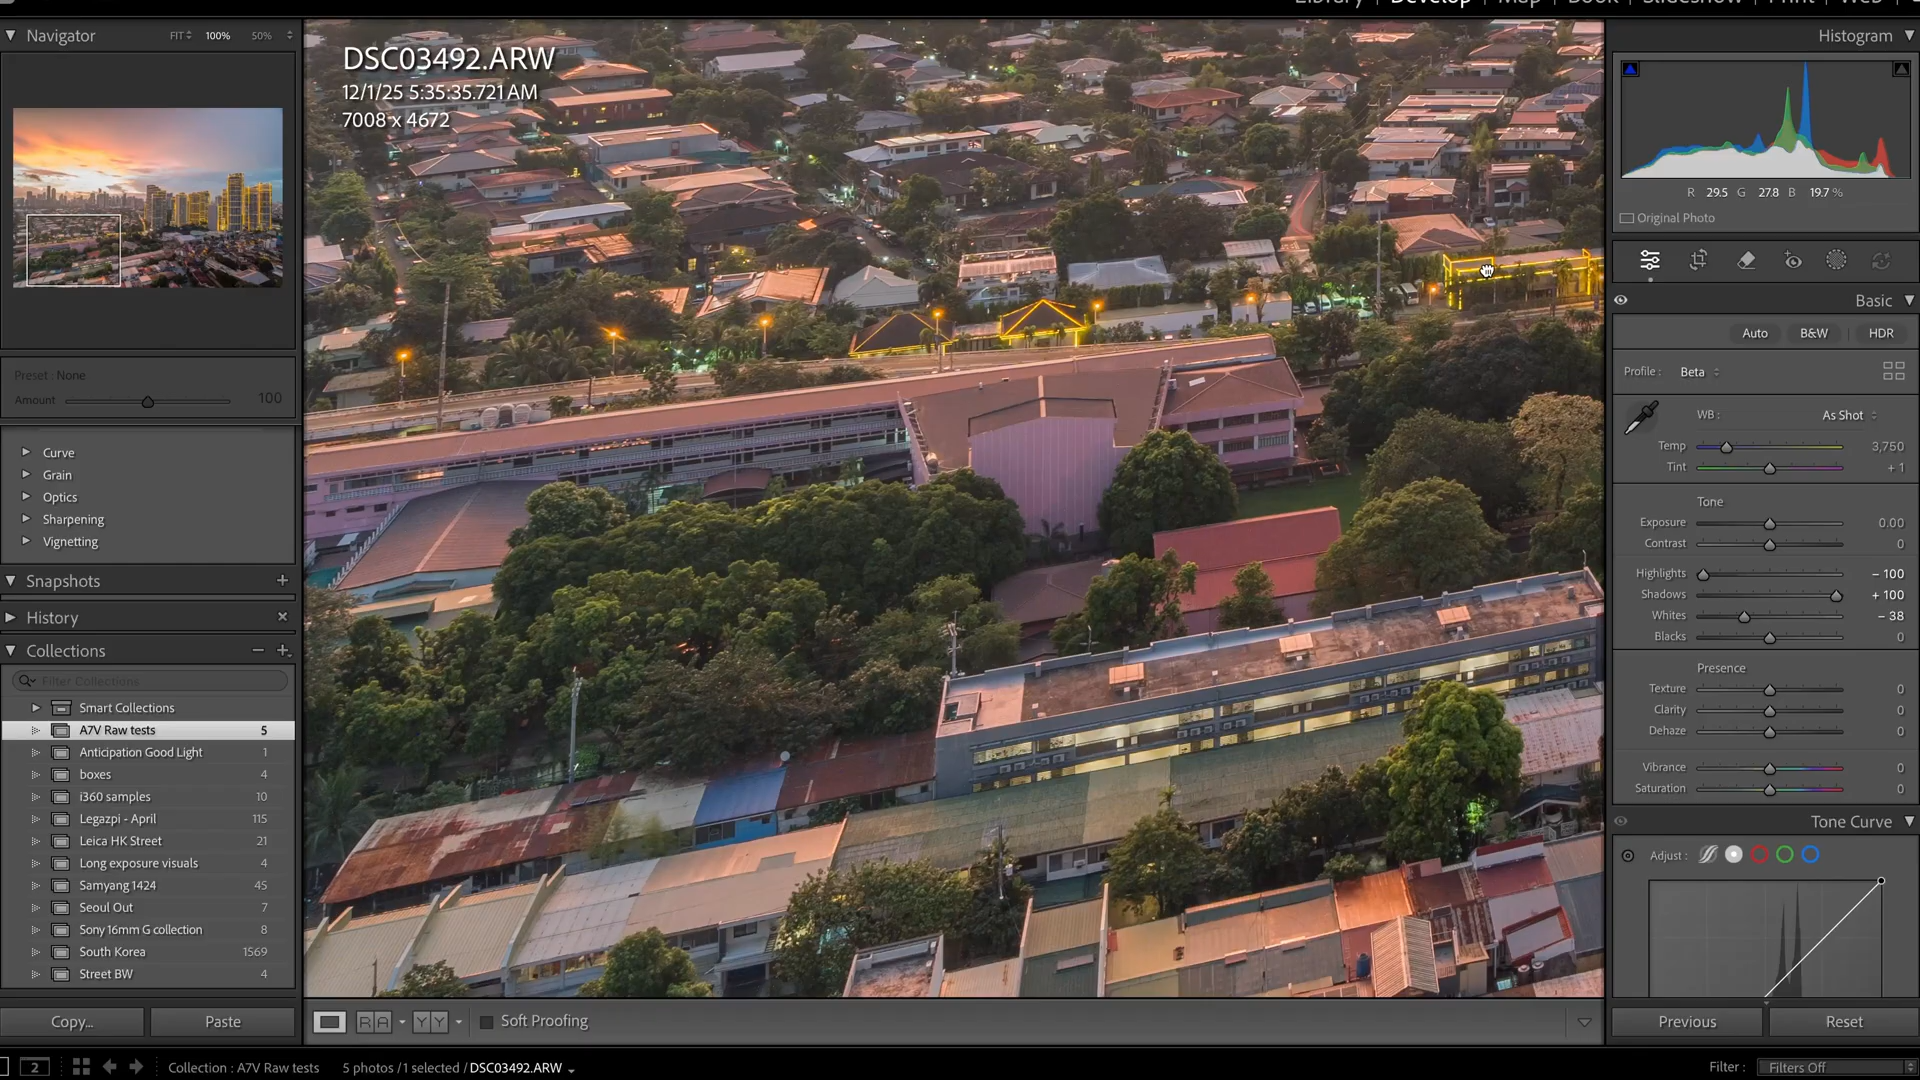 Library | Develop | Map | Book | Slideshow | Print | Web
Navigator FIT 100% 50%
Preset : None
Amount 100
Curve
Grain
Optics
Sharpening
Vignetting
Snapshots +
History ×
Collections − +
Filter Collections
Smart Collections
A7V Raw tests 5
Anticipation Good Light 1
boxes 4
i360 samples 10
Legazpi - April 115
Leica HK Street 21
Long exposure visuals 4
Samyang 1424 45
Seoul Out 7
Sony 16mm G collection 8
South Korea 1569
Street BW 4
Copy... Paste
DSC03492.ARW
12/1/25 5:35:35.721 AM
7008 x 4672
RA YY Soft Proofing
Histogram
R 29.5 G 27.8 B 19.7 %
Original Photo
Basic
Auto B&W HDR
Profile : Beta
WB : As Shot
Temp 3,750
Tint + 1
Tone
Exposure 0.00
Contrast 0
Highlights − 100
Shadows + 100
Whites − 38
Blacks 0
Presence
Texture 0
Clarity 0
Dehaze 0
Vibrance 0
Saturation 0
Tone Curve
Adjust :
Previous Reset
2 Collection : A7V Raw tests 5 photos / 1 selected / DSC03492.ARW Filter : Filters Off